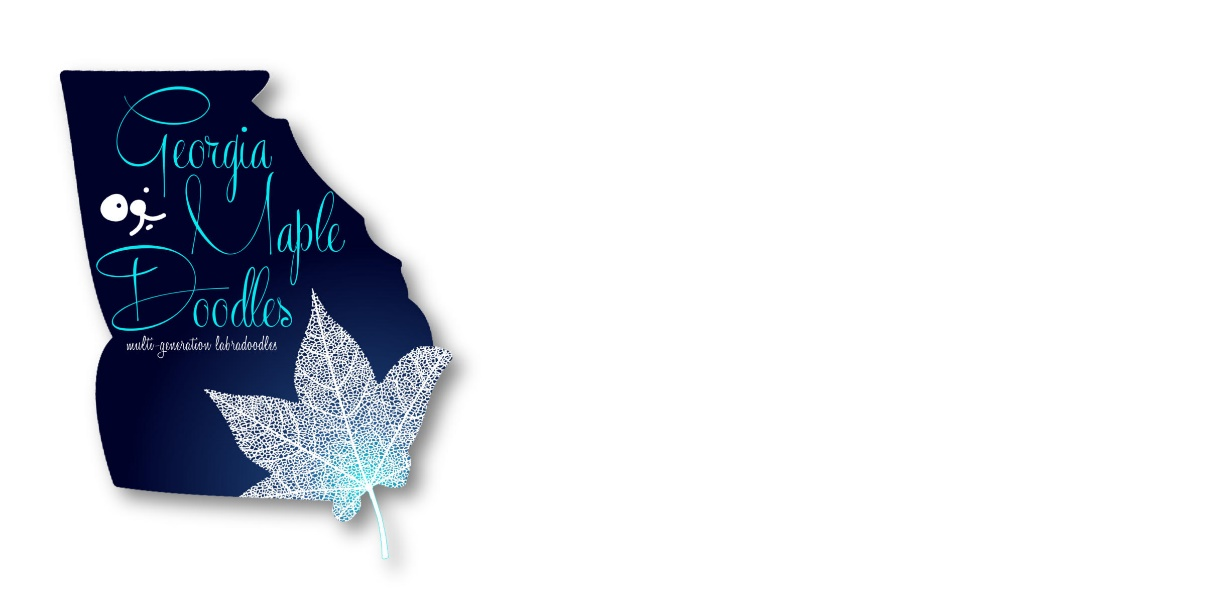 Georgia
Maple
Doodles
multi-generation labradoodles